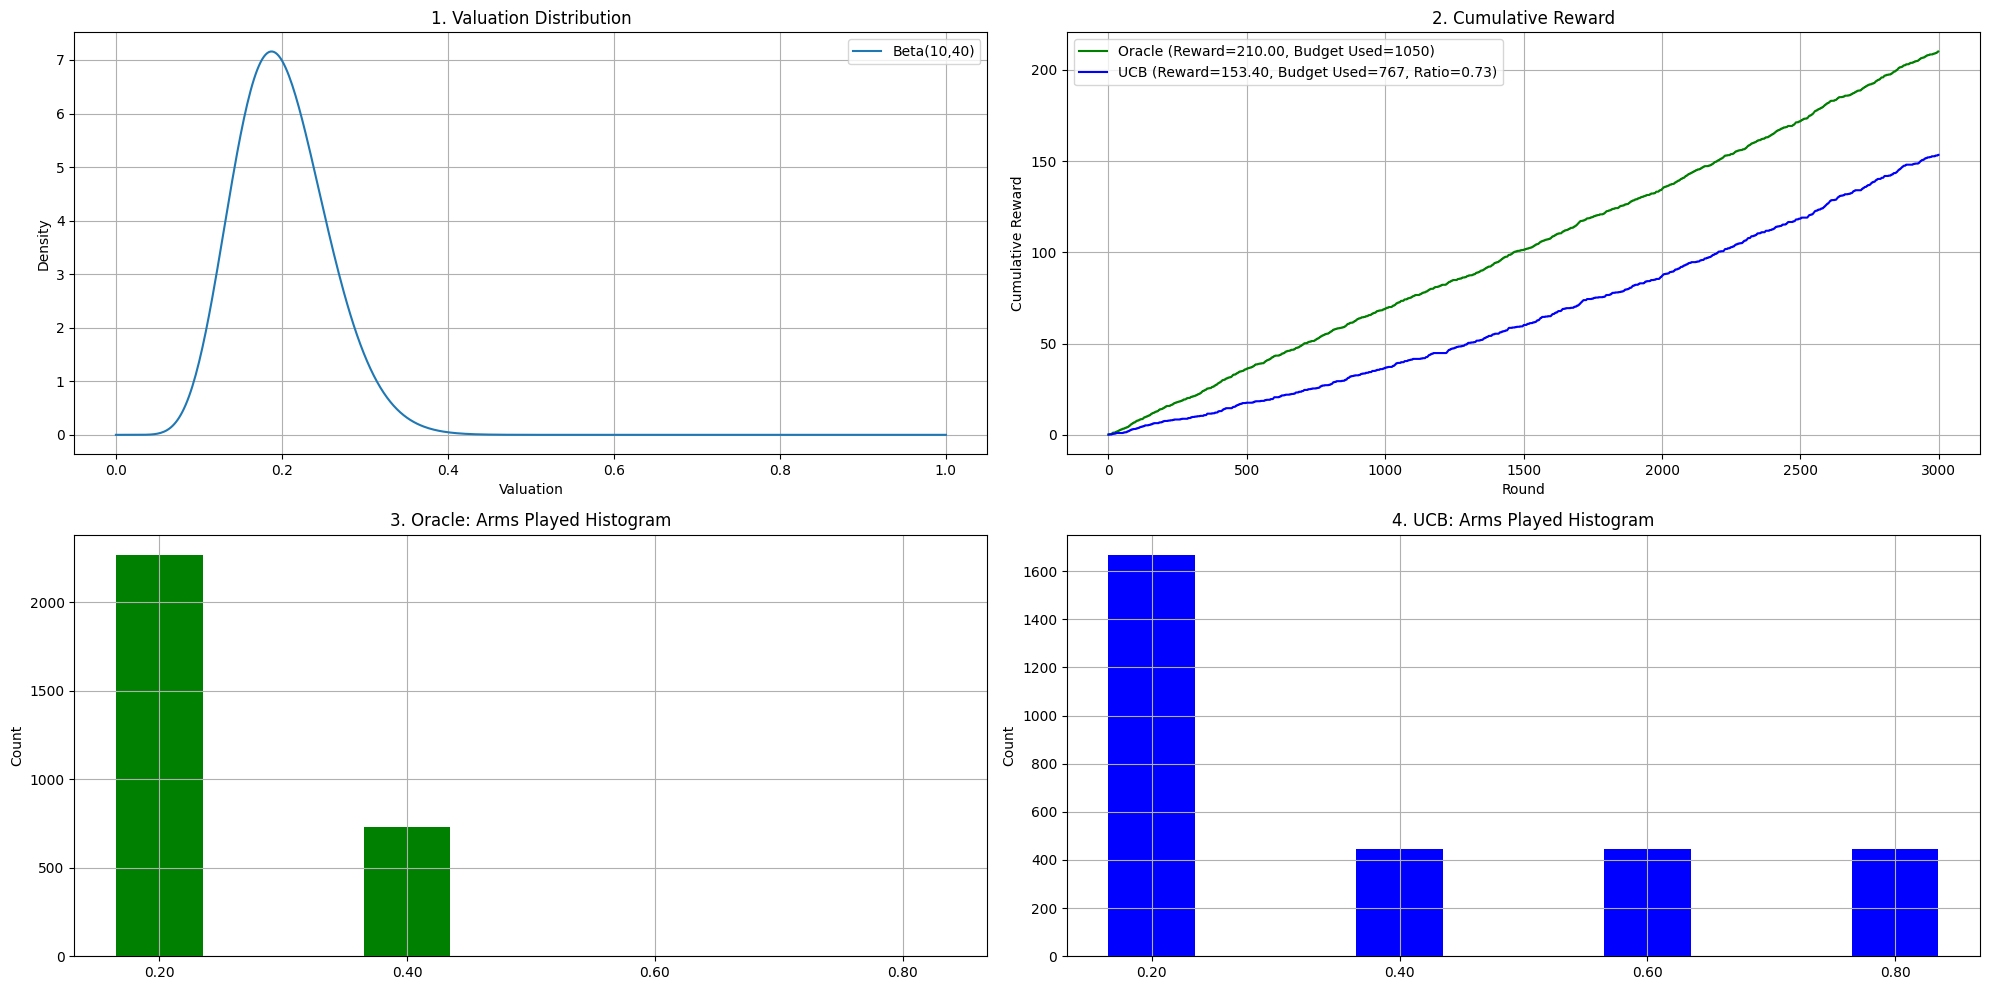 1. Valuation Distribution
Beta(10,40)
Density
7
6
5
4
3
2
1
0
0.0 0.2 0.4 0.6 0.8 1.0
Valuation
2. Cumulative Reward
Oracle (Reward=210.00, Budget Used=1050)
UCB (Reward=153.40, Budget Used=767, Ratio=0.73)
Cumulative Reward
200
150
100
50
0
0 500 1000 1500 2000 2500 3000
Round
3. Oracle: Arms Played Histogram
Count
2000
1500
1000
500
0
0.20 0.40 0.60 0.80
4. UCB: Arms Played Histogram
Count
1600
1400
1200
1000
800
600
400
200
0
0.20 0.40 0.60 0.80